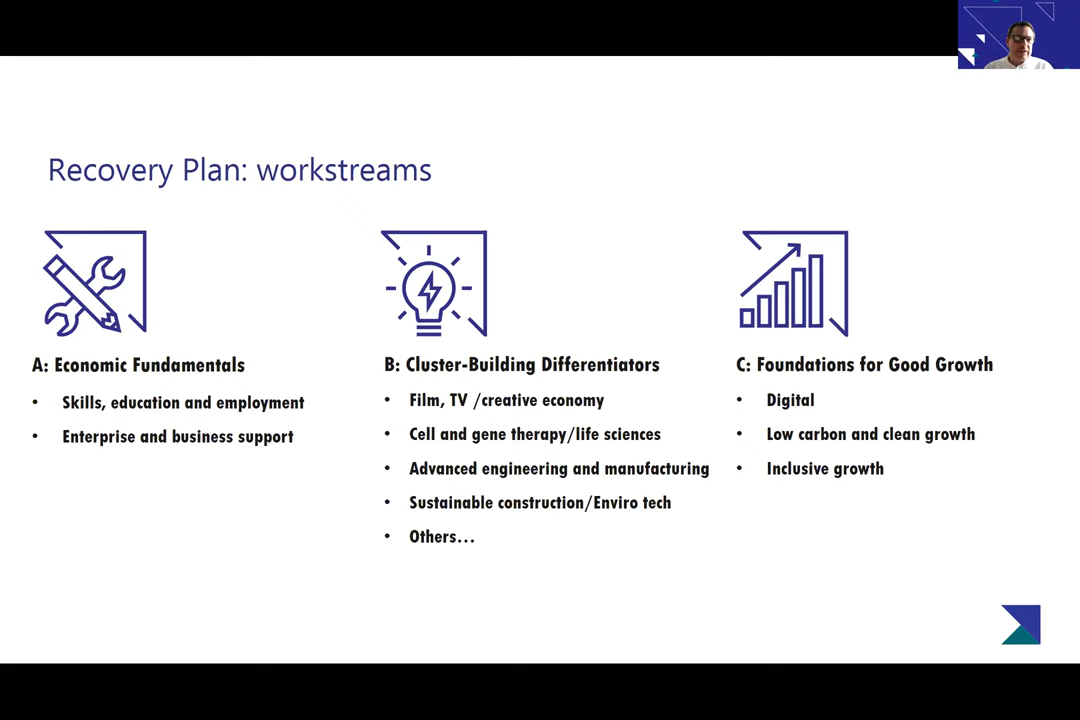 Recovery Plan: workstreams
A: Economic Fundamentals
• Skills, education and employment
• Enterprise and business support
B: Cluster-Building Differentiators
• Film, TV /creative economy
• Cell and gene therapy/life sciences
• Advanced engineering and manufacturing
• Sustainable construction/Enviro tech
• Others...
C: Foundations for Good Growth
• Digital
• Low carbon and clean growth
• Inclusive growth